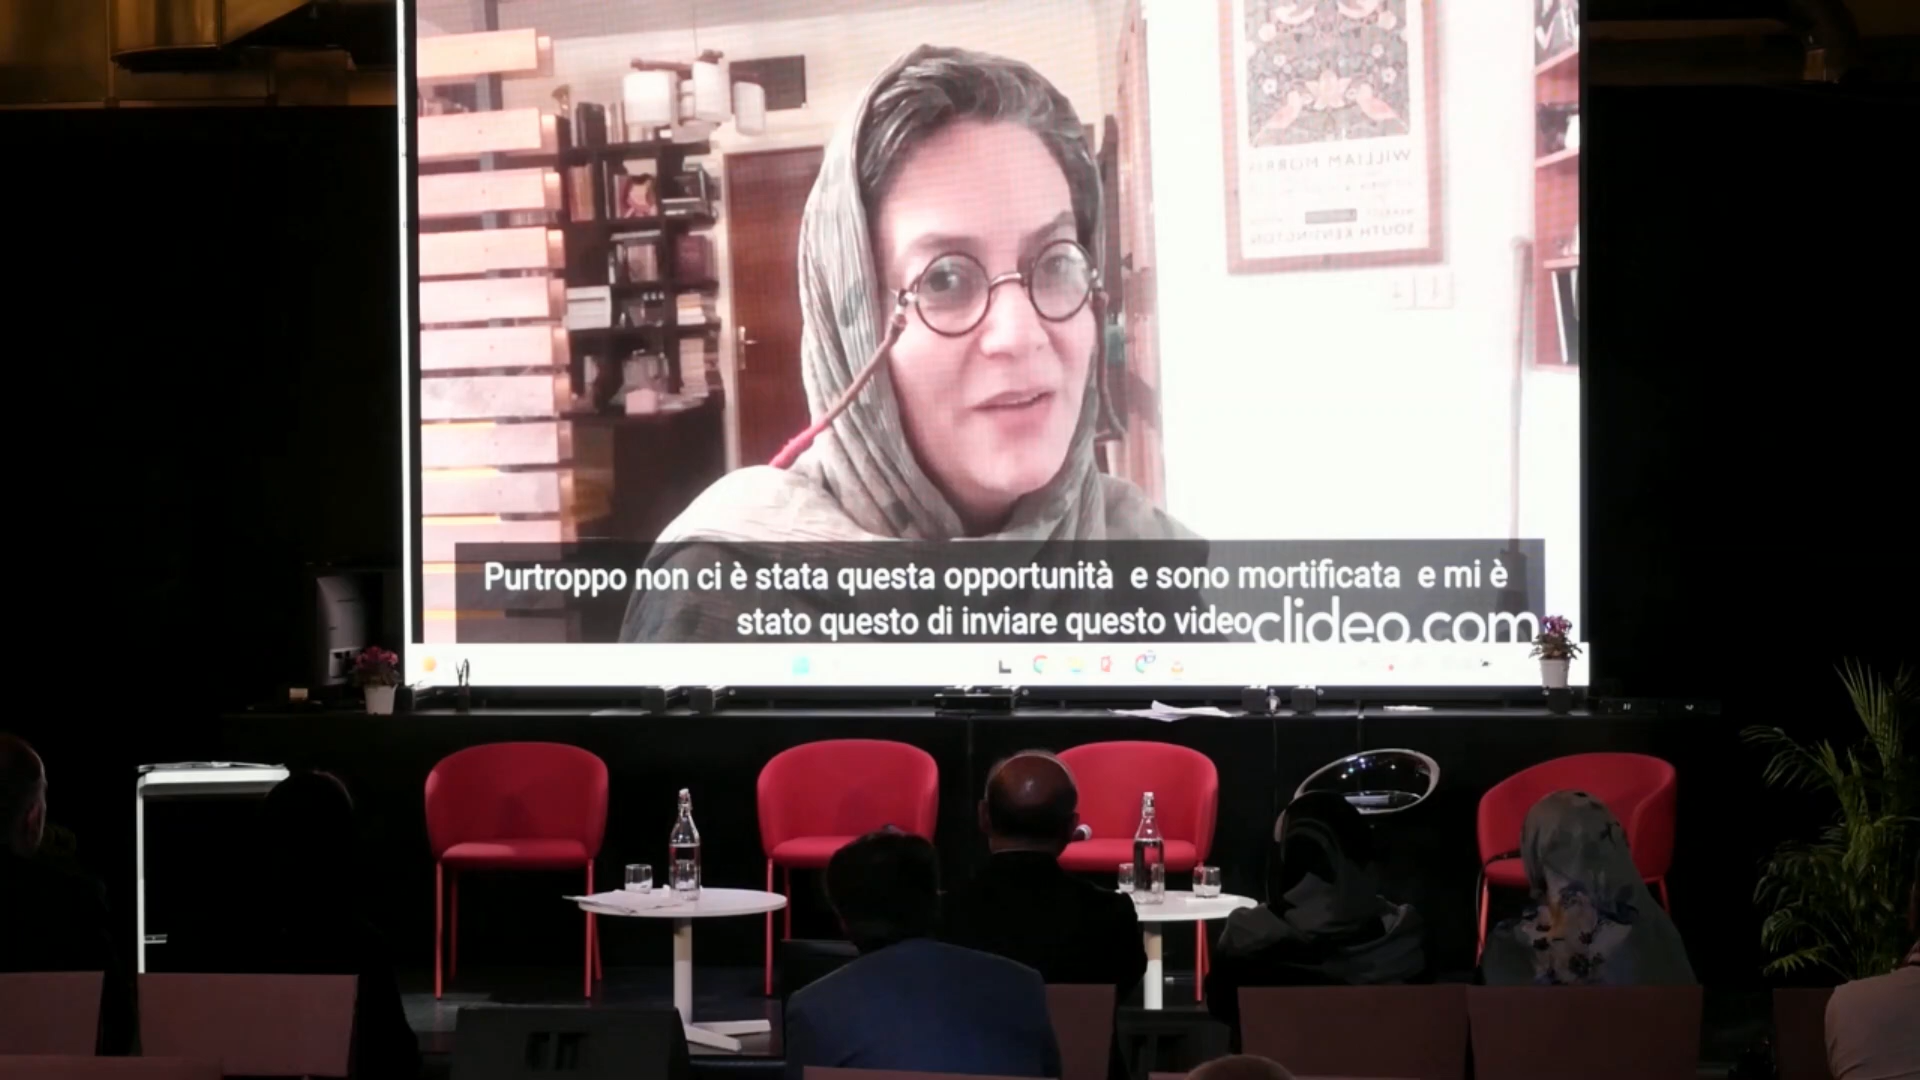 WILLIAM MORRIS
SOUTH KENSINGTON
Purtroppo non ci è stata questa opportunità e sono mortificata e mi è
stato questo di inviare questo video
clideo.com